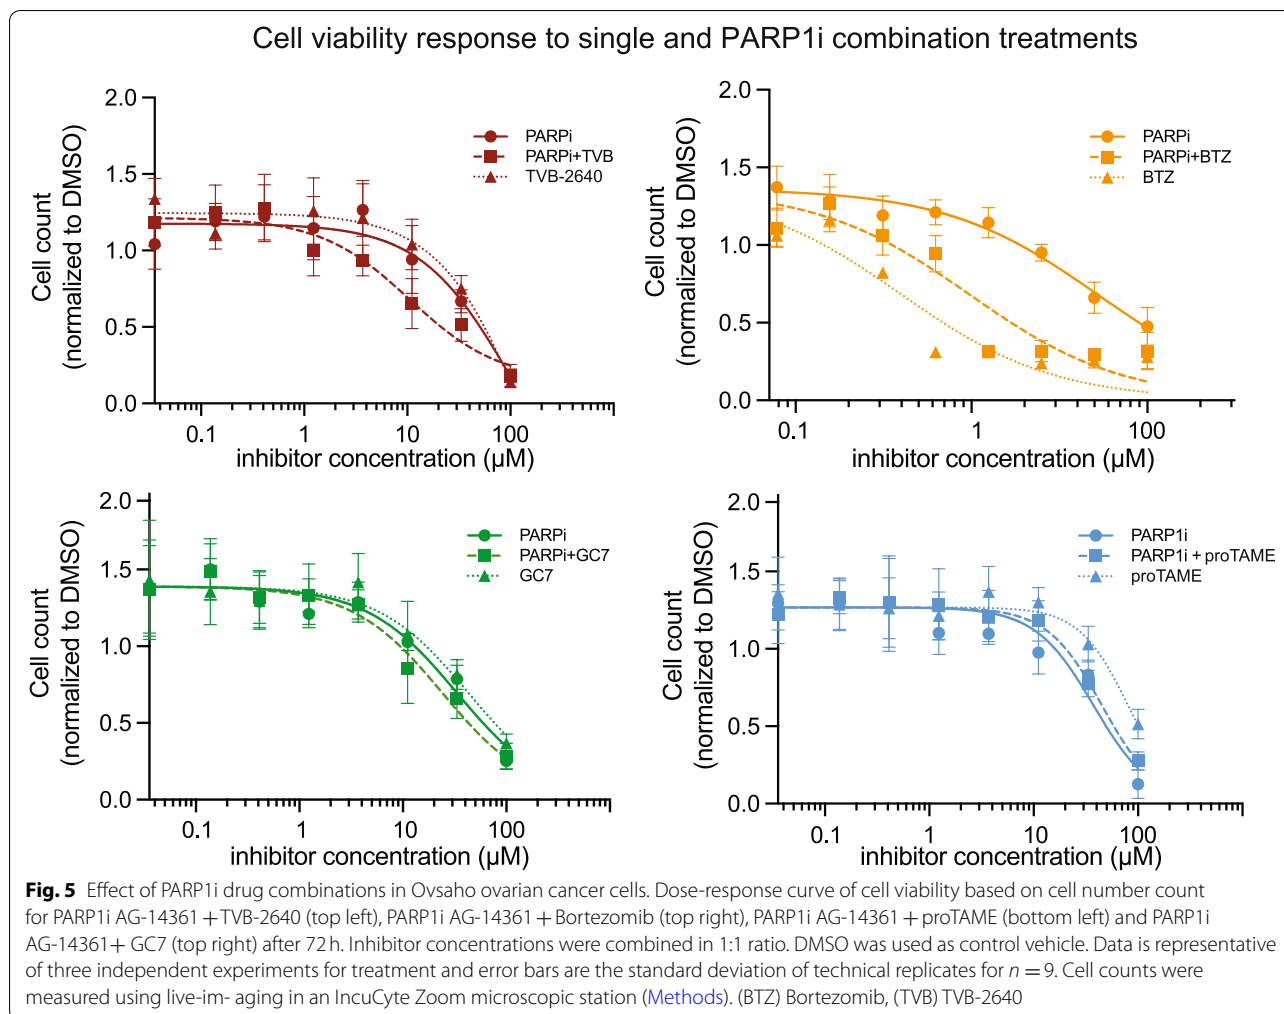 Cell viability response to single and PARP1i combination treatments
2.0
1.5
1.0
0.5
0.0
Cell count
(normalized to DMSO)
PARPi
PARPi+TVB
TVB-2640
0.1 1 10 100
inhibitor concentration (µM)
2.0
1.5
1.0
0.5
0.0
Cell count
(normalized to DMSO)
PARPi
PARPi+BTZ
BTZ
0.1 1 100
inhibitor concentration (µM)
2.0
1.5
1.0
0.5
0.0
Cell count
(normalized to DMSO)
PARPi
PARPi+GC7
GC7
0.1 1 10 100
inhibitor concentration (µM)
2.0
1.5
1.0
0.5
0.0
Cell count
(normalized to DMSO)
PARP1i
PARP1i + proTAME
proTAME
0.1 1 10 100
inhibitor concentration (µM)
Fig. 5 Effect of PARP1i drug combinations in Ovsaho ovarian cancer cells. Dose-response curve of cell viability based on cell number count
for PARP1i AG-14361 + TVB-2640 (top left), PARP1i AG-14361 + Bortezomib (top right), PARP1i AG-14361 + proTAME (bottom left) and PARP1i
AG-14361+ GC7 (top right) after 72 h. Inhibitor concentrations were combined in 1:1 ratio. DMSO was used as control vehicle. Data is representative
of three independent experiments for treatment and error bars are the standard deviation of technical replicates for n = 9. Cell counts were
measured using live-im- aging in an IncuCyte Zoom microscopic station (Methods). (BTZ) Bortezomib, (TVB) TVB-2640